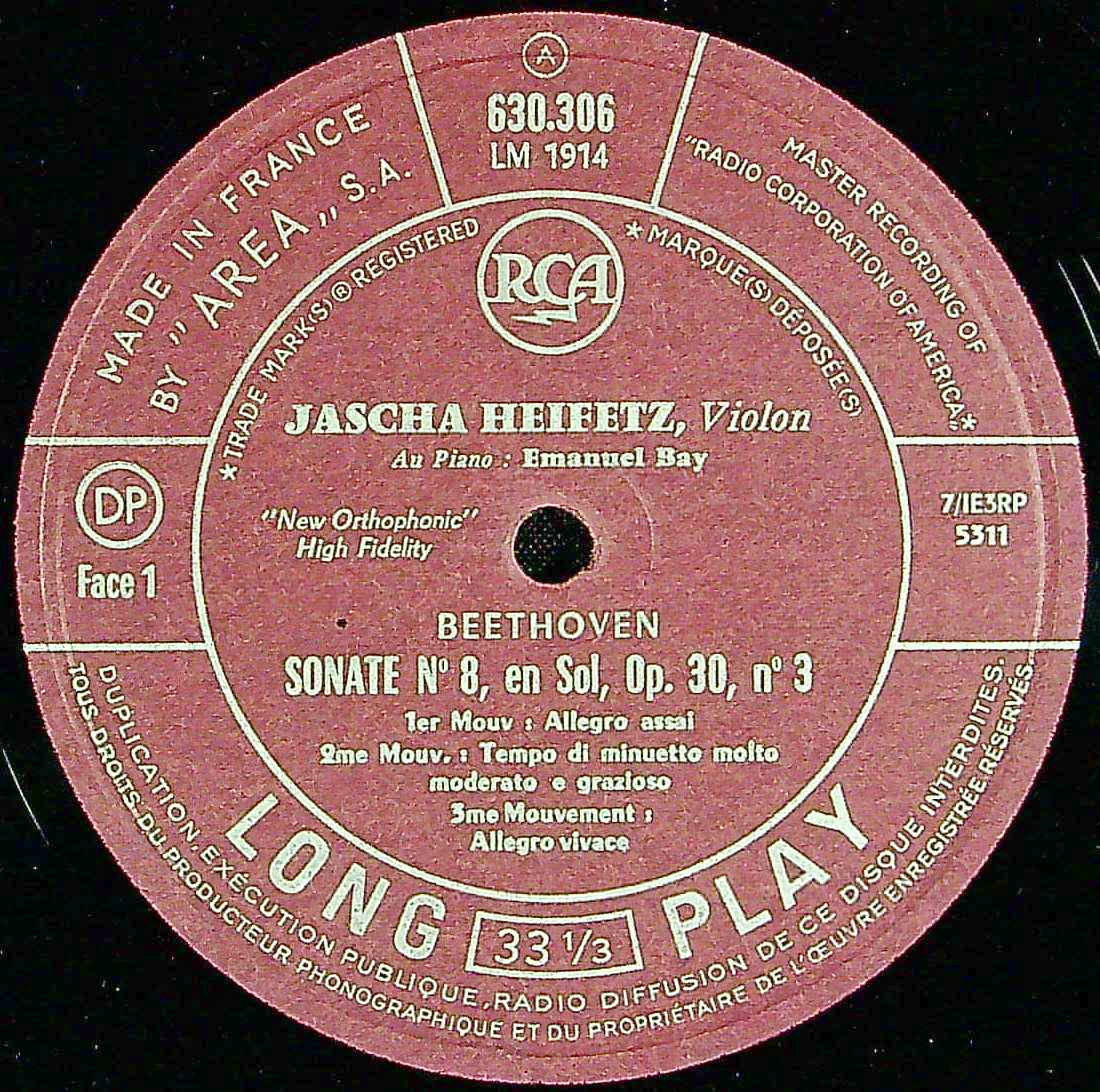 A
630.306
LM 1914
MADE IN FRANCE
BY "AREA„ S.A.
MASTER RECORDING OF
"RADIO CORPORATION OF AMERICA"*
*TRADE MARK(S) ® REGISTERED
*MARQUE(S) DÉPOSÉE(S)
RCA
JASCHA HEIFETZ, Violon
Au Piano : Emanuel Bay
"New Orthophonic"
High Fidelity
DP
Face 1
7/IE3RP
5311
BEETHOVEN
SONATE Nº 8, en Sol, Op. 30, nº 3
1er Mouv : Allegro assai
2me Mouv. : Tempo di minuetto molto
moderato e grazioso
3me Mouvement :
Allegro vivace
LONG 33 1/3 PLAY
DUPLICATION, EXÉCUTION PUBLIQUE, RADIO DIFFUSION DE CE DISQUE INTERDITES.
TOUS DROITS DU PRODUCTEUR PHONOGRAPHIQUE ET DU PROPRIÉTAIRE DE L'ŒUVRE ENREGISTRÉE RÉSERVÉS.